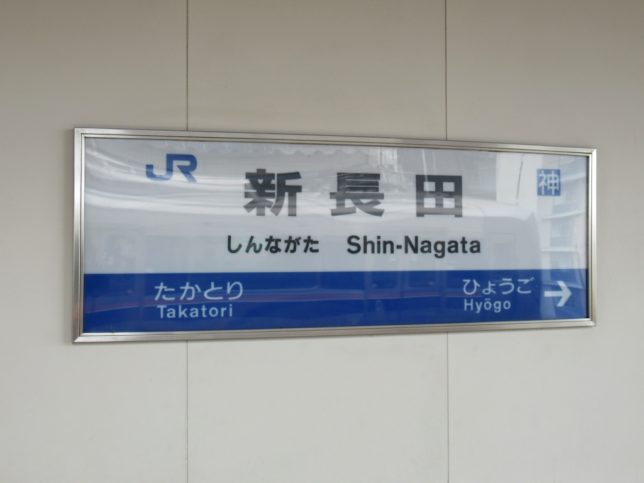 JR
新長田
神
しんながた Shin-Nagata
たかとり
Takatori
ひょうご
Hyōgo